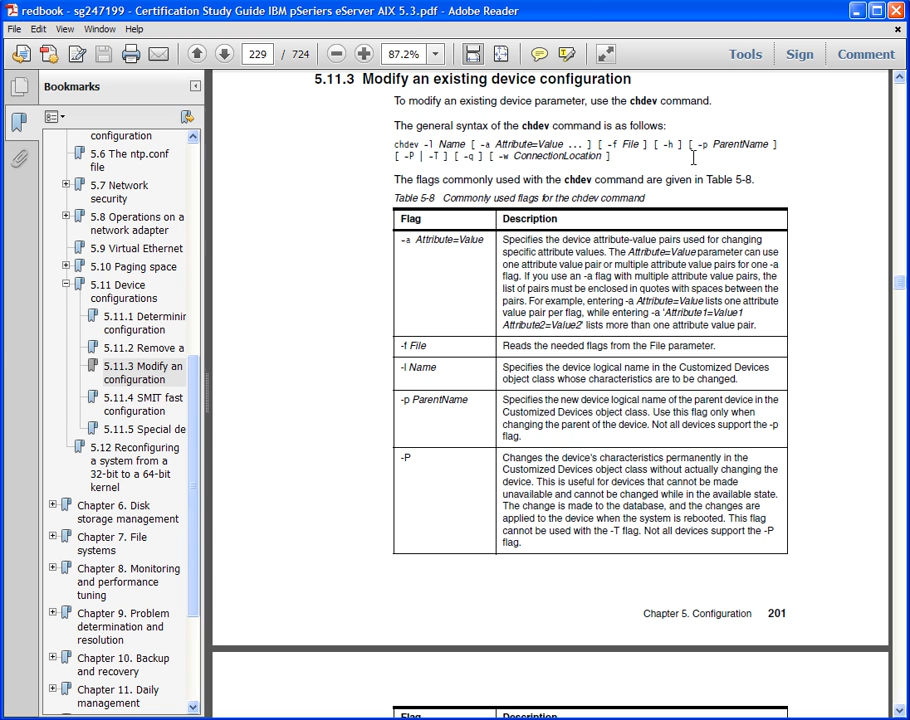 redbook - sg247199 - Certification Study Guide IBM pSeriers eServer AIX 5.3.pdf - Adobe Reader
File Edit View Window Help
229 / 724 87.2% Tools Sign Comment
Bookmarks
configuration
5.6 The ntp.conf
file
5.7 Network
security
5.8 Operations on a
network adapter
5.9 Virtual Ethernet
5.10 Paging space
5.11 Device
configurations
5.11.1 Determinin
configuration
5.11.2 Remove a
5.11.3 Modify an
configuration
5.11.4 SMIT fast
configuration
5.11.5 Special de
5.12 Reconfiguring
a system from a
32-bit to a 64-bit
kernel
Chapter 6. Disk
storage management
Chapter 7. File
systems
Chapter 8. Monitoring
and performance
tuning
Chapter 9. Problem
determination and
resolution
Chapter 10. Backup
and recovery
Chapter 11. Daily
management
5.11.3 Modify an existing device configuration
To modify an existing device parameter, use the chdev command.
The general syntax of the chdev command is as follows:
chdev -l Name [ -a Attribute=Value ... ] [ -f File ] [ -h ] [ -p ParentName ]
[ -P | -T ] [ -q ] [ -w ConnectionLocation ]
The flags commonly used with the chdev command are given in Table 5-8.
Table 5-8 Commonly used flags for the chdev command
Flag Description
-a Attribute=Value Specifies the device attribute-value pairs used for changing
specific attribute values. The Attribute=Value parameter can use
one attribute value pair or multiple attribute value pairs for one -a
flag. If you use an -a flag with multiple attribute value pairs, the
list of pairs must be enclosed in quotes with spaces between the
pairs. For example, entering -a Attribute=Value lists one attribute
value pair per flag, while entering -a 'Attribute1=Value1
Attribute2=Value2' lists more than one attribute value pair.
-f File Reads the needed flags from the File parameter.
-l Name Specifies the device logical name in the Customized Devices
object class whose characteristics are to be changed.
-p ParentName Specifies the new device logical name of the parent device in the
Customized Devices object class. Use this flag only when
changing the parent of the device. Not all devices support the -p
flag.
-P Changes the device's characteristics permanently in the
Customized Devices object class without actually changing the
device. This is useful for devices that cannot be made
unavailable and cannot be changed while in the available state.
The change is made to the database, and the changes are
applied to the device when the system is rebooted. This flag
cannot be used with the -T flag. Not all devices support the -P
flag.
Chapter 5. Configuration 201
Flag Description